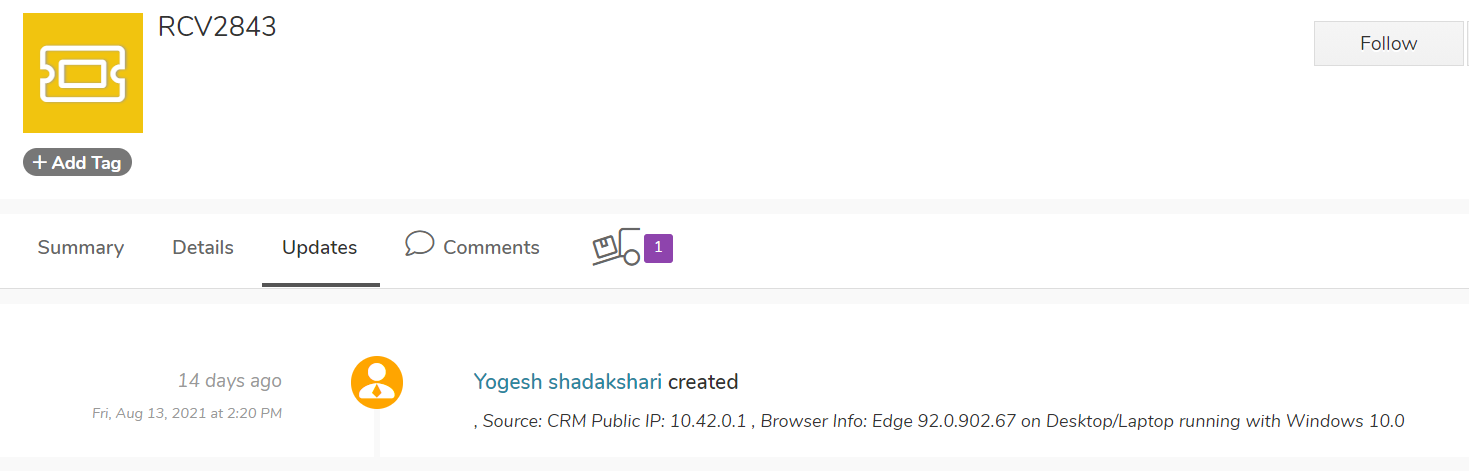 RCV2843
Follow
+ Add Tag
Summary Details Updates Comments 1
14 days ago
Fri, Aug 13, 2021 at 2:20 PM
Yogesh shadakshari created
, Source: CRM Public IP: 10.42.0.1 , Browser Info: Edge 92.0.902.67 on Desktop/Laptop running with Windows 10.0